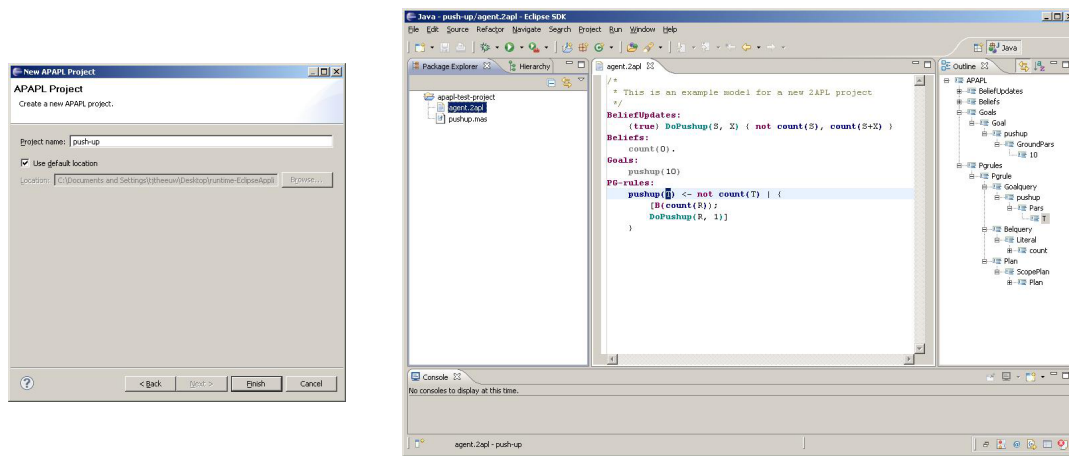 New APAPL Project
APAPL Project
Create a new APAPL project.
Project name: push-up
Use default location
Location: C:\Documents and Settings\tjtheeuw\Desktop\runtime-EclipseAppli Browse...
< Back Next > Finish Cancel
Java - push-up/agent.2apl - Eclipse SDK
File Edit Source Refactor Navigate Search Project Run Window Help
Java
Package Explorer Hierarchy
apapl-test-project
agent.2apl
pushup.mas
agent.2apl
/*
* This is an example model for a new 2APL project
*/
BeliefUpdates:
{true} DoPushup(S, X) { not count(S), count(S+X) }
Beliefs:
count(0).
Goals:
pushup(10)
PG-rules:
pushup(T) <- not count(T) | {
[B(count(R));
DoPushup(R, 1)]
}
Outline
APAPL
BeliefUpdates
Beliefs
Goals
Goal
pushup
GroundPars
10
Pgrules
Pgrule
Goalquery
pushup
Pars
T
Belquery
Literal
count
Plan
ScopePlan
Plan
Console
No consoles to display at this time.
agent.2apl - push-up